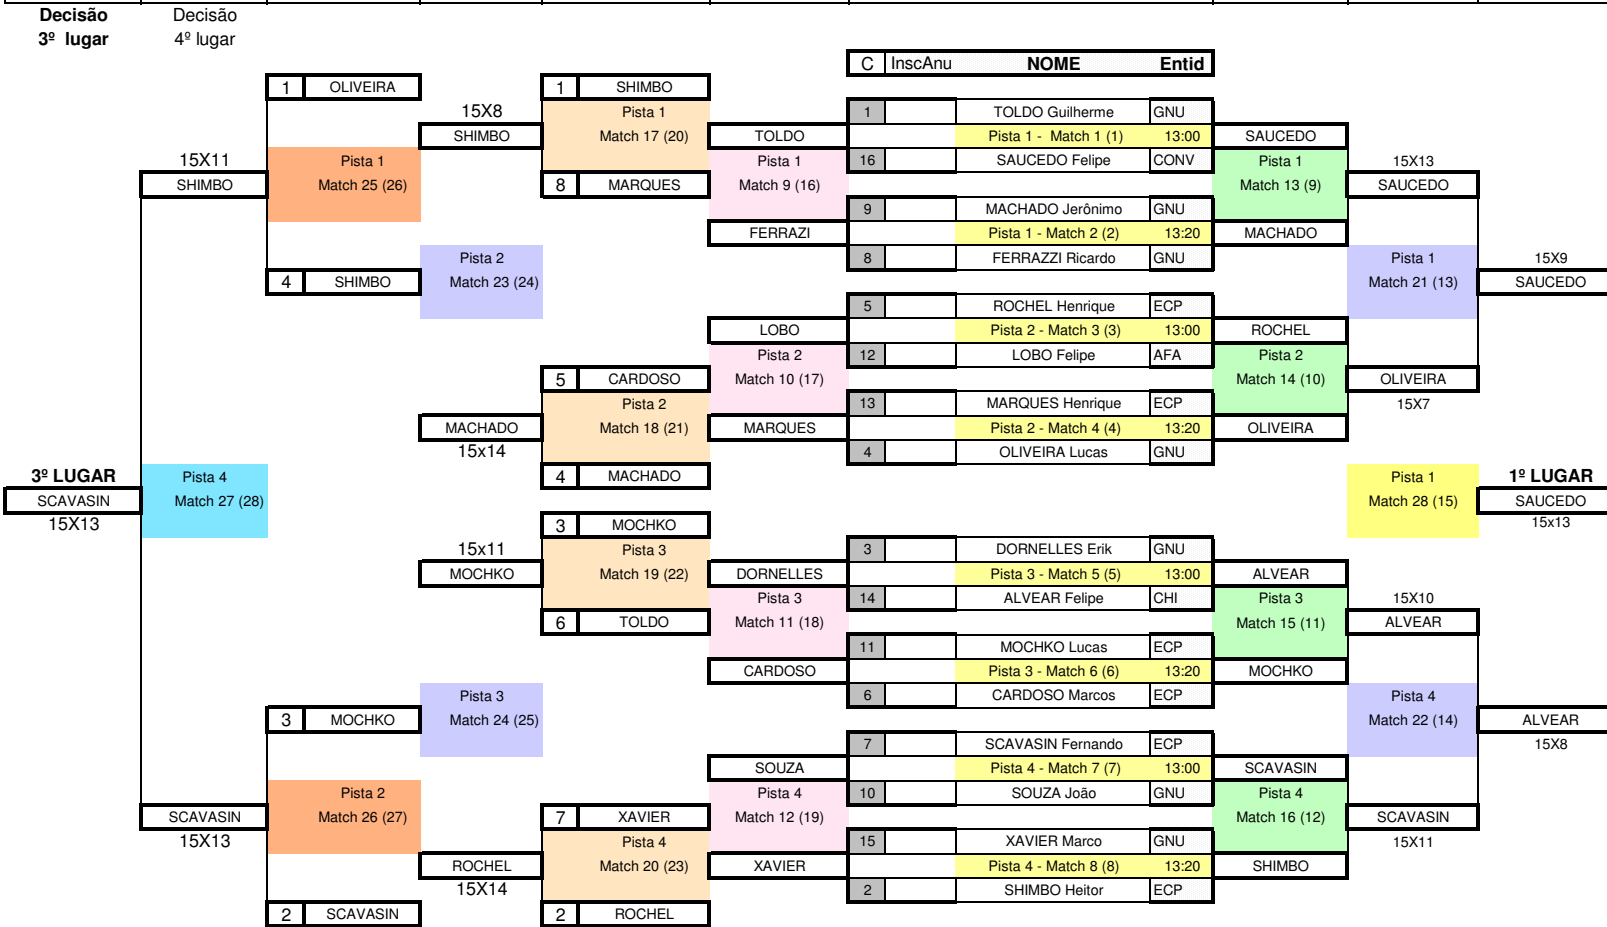 Decisão Decisão
3º lugar 4º lugar
C InscAnu NOME Entid
1 OLIVEIRA 1 SHIMBO
15X8 Pista 1 1 TOLDO Guilherme GNU
SHIMBO Match 17 (20) TOLDO Pista 1 - Match 1 (1) 13:00 SAUCEDO
15X11 Pista 1 Pista 1 16 SAUCEDO Felipe CONV Pista 1 15X13
SHIMBO Match 25 (26) 8 MARQUES Match 9 (16) Match 13 (9) SAUCEDO
9 MACHADO Jerônimo GNU
FERRAZI Pista 1 - Match 2 (2) 13:20 MACHADO
Pista 2 8 FERRAZZI Ricardo GNU Pista 1 15X9
4 SHIMBO Match 23 (24) Match 21 (13) SAUCEDO
5 ROCHEL Henrique ECP
LOBO Pista 2 - Match 3 (3) 13:00 ROCHEL
Pista 2 12 LOBO Felipe AFA Pista 2
5 CARDOSO Match 10 (17) Match 14 (10) OLIVEIRA
Pista 2 13 MARQUES Henrique ECP 15X7
MACHADO Match 18 (21) MARQUES Pista 2 - Match 4 (4) 13:20 OLIVEIRA
15x14 4 OLIVEIRA Lucas GNU
3º LUGAR Pista 4 4 MACHADO Pista 1 1º LUGAR
SCAVASIN Match 27 (28) Match 28 (15) SAUCEDO
15X13 3 MOCHKO 15x13
15x11 Pista 3 3 DORNELLES Erik GNU
MOCHKO Match 19 (22) DORNELLES Pista 3 - Match 5 (5) 13:00 ALVEAR
Pista 3 14 ALVEAR Felipe CHI Pista 3 15X10
6 TOLDO Match 11 (18) Match 15 (11) ALVEAR
11 MOCHKO Lucas ECP
CARDOSO Pista 3 - Match 6 (6) 13:20 MOCHKO
Pista 3 6 CARDOSO Marcos ECP Pista 4
3 MOCHKO Match 24 (25) Match 22 (14) ALVEAR
7 SCAVASIN Fernando ECP 15X8
SOUZA Pista 4 - Match 7 (7) 13:00 SCAVASIN
Pista 2 Pista 4 10 SOUZA João GNU Pista 4
SCAVASIN Match 26 (27) 7 XAVIER Match 12 (19) Match 16 (12) SCAVASIN
15X13 Pista 4 15 XAVIER Marco GNU 15X11
ROCHEL Match 20 (23) XAVIER Pista 4 - Match 8 (8) 13:20 SHIMBO
15X14 2 SHIMBO Heitor ECP
2 SCAVASIN 2 ROCHEL